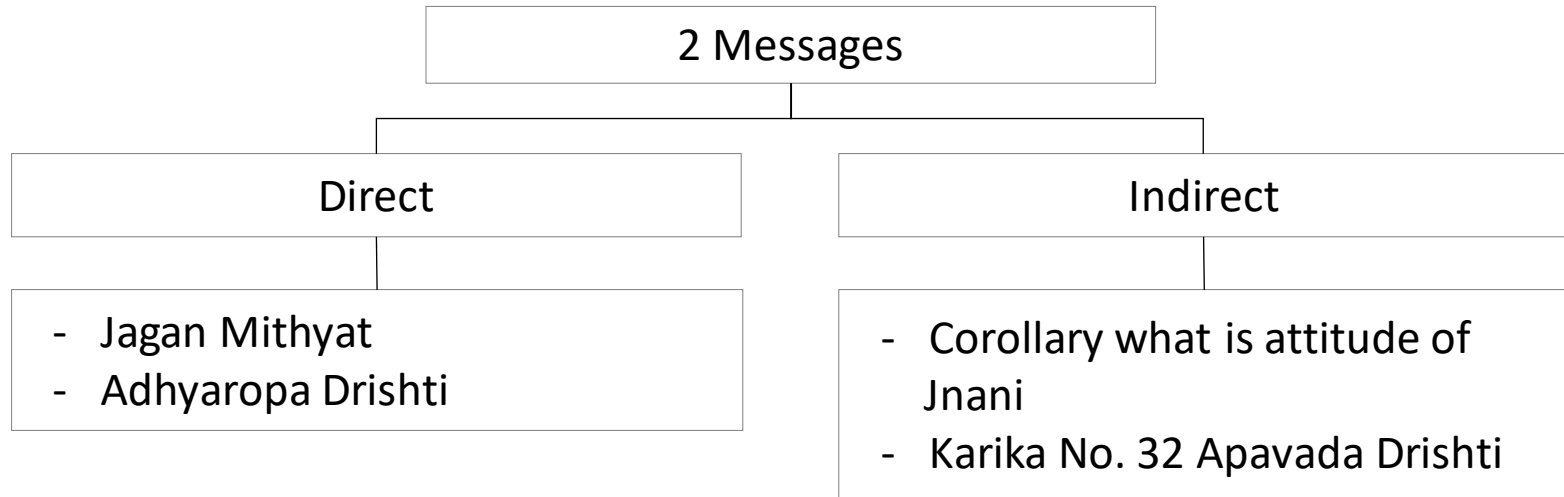 2 Messages
Direct
Indirect
- Jagan Mithyat
- Adhyaropa Drishti
- Corollary what is attitude of
Jnani
- Karika No. 32 Apavada Drishti